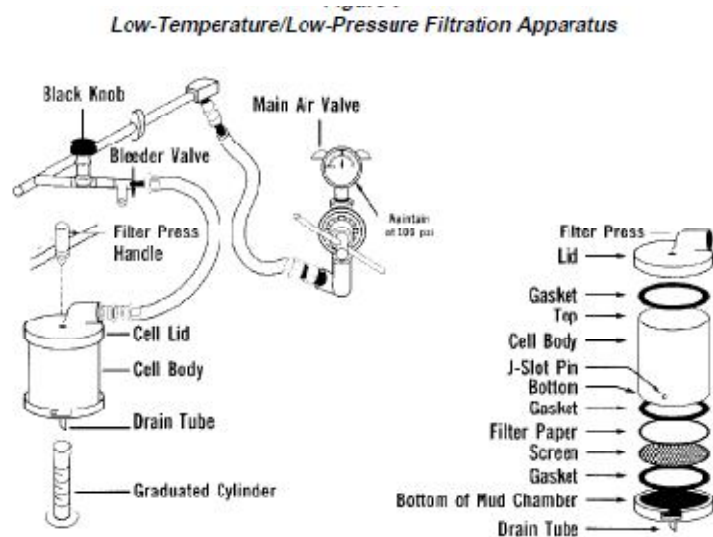 Low-Temperature/Low-Pressure Filtration Apparatus
Black Knob
Main Air Valve
Bleeder Valve
Maintain
at 100 psi
Filter Press
Handle
Cell Lid
Cell Body
Drain Tube
Graduated Cylinder
Filter Press
Lid
Gasket
Top
Cell Body
J-Slot Pin
Bottom
Gasket
Filter Paper
Screen
Gasket
Bottom of Mud Chamber
Drain Tube